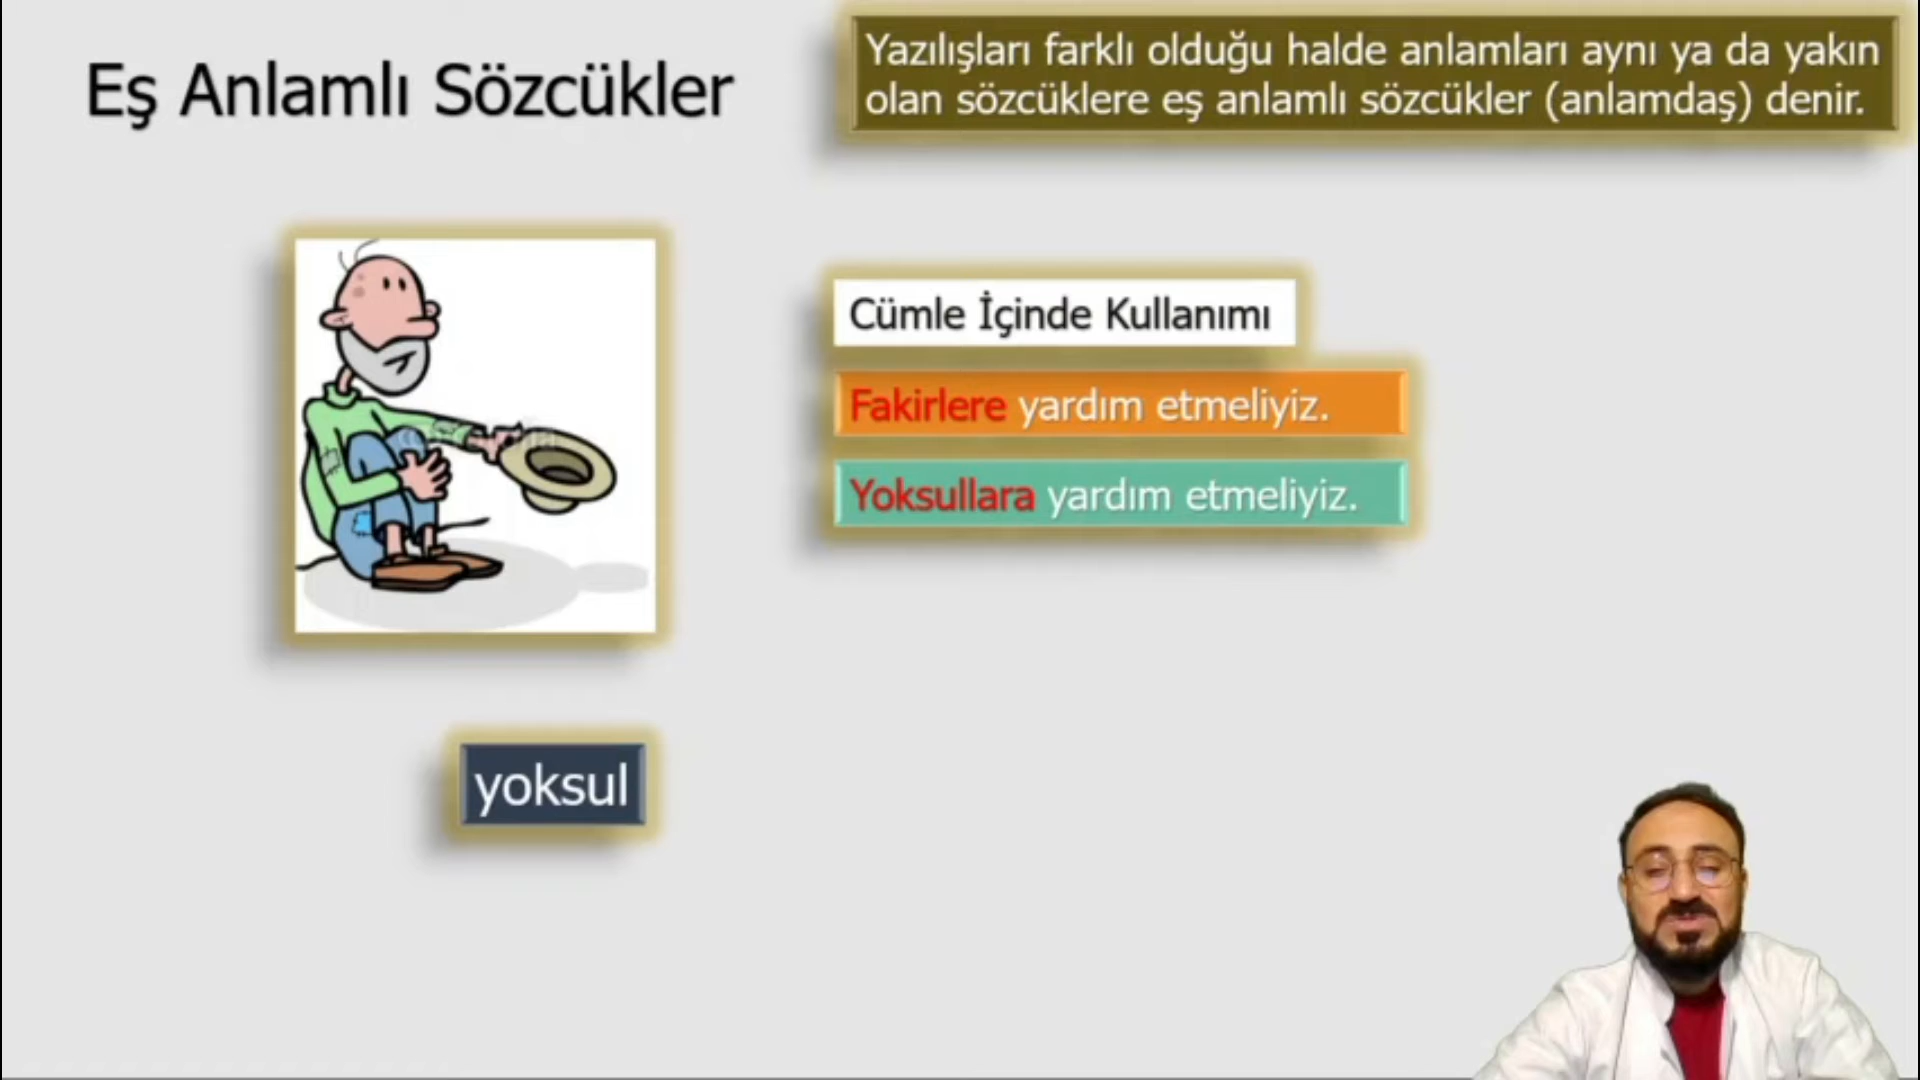 Eş Anlamlı Sözcükler
Yazılışları farklı olduğu halde anlamları aynı ya da yakın
olan sözcüklere eş anlamlı sözcükler (anlamdaş) denir.
Cümle İçinde Kullanımı
Fakirlere yardım etmeliyiz.
Yoksullara yardım etmeliyiz.
yoksul